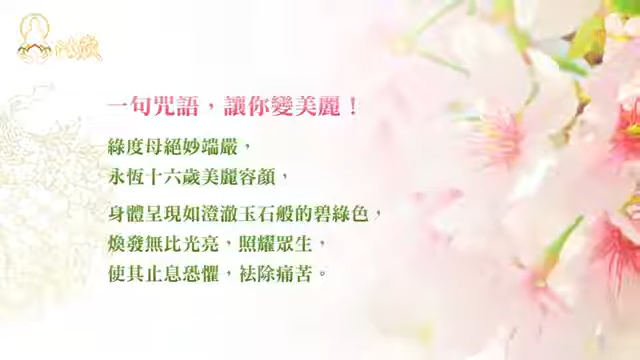 一句咒語，讓你變美麗！
綠度母絕妙端嚴，
永恆十六歲美麗容顏，
身體呈現如澄澈玉石般的碧綠色，
煥發無比光亮，照耀眾生，
使其止息恐懼，袪除痛苦。